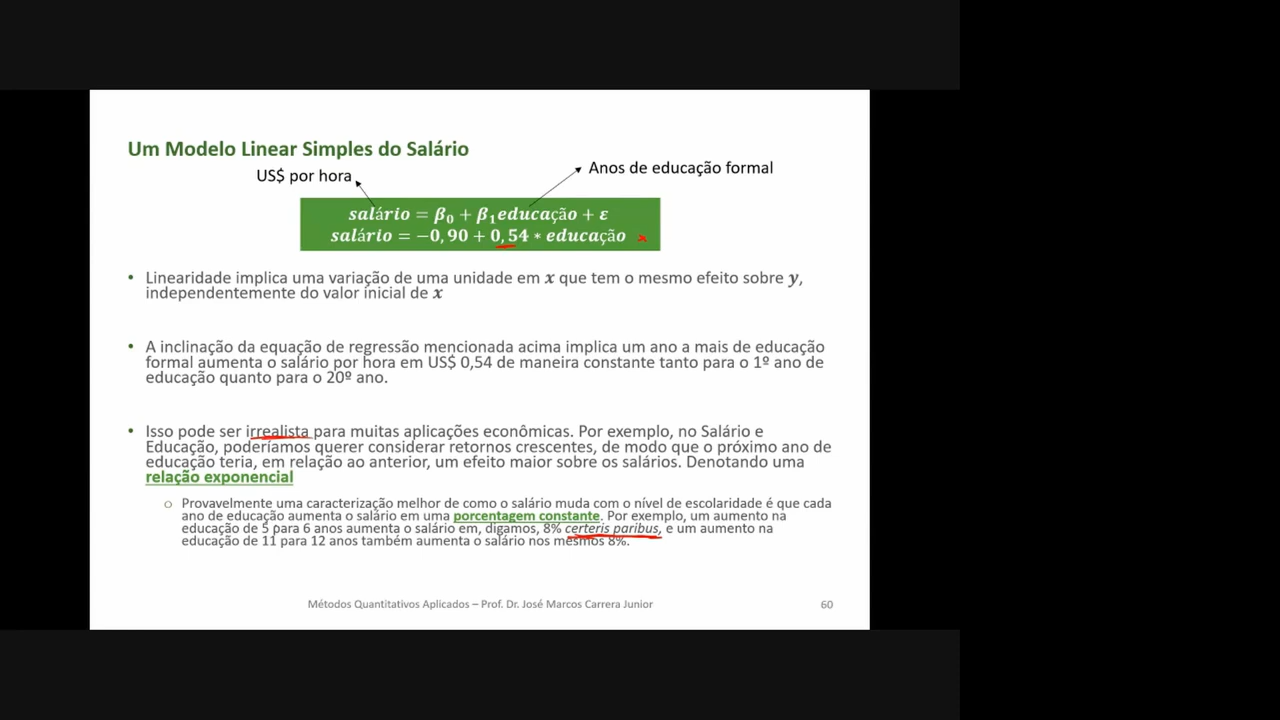 Um Modelo Linear Simples do Salário
US$ por hora
Anos de educação formal
salário = β₀ + β₁educação + ε
salário = −0,90 + 0,54 * educação
• Linearidade implica uma variação de uma unidade em x que tem o mesmo efeito sobre y,
independentemente do valor inicial de x
• A inclinação da equação de regressão mencionada acima implica um ano a mais de educação
formal aumenta o salário por hora em US$ 0,54 de maneira constante tanto para o 1º ano de
educação quanto para o 20º ano.
• Isso pode ser irrealista para muitas aplicações econômicas. Por exemplo, no Salário e
Educação, poderíamos querer considerar retornos crescentes, de modo que o próximo ano de
educação teria, em relação ao anterior, um efeito maior sobre os salários. Denotando uma
relação exponencial
o Provavelmente uma caracterização melhor de como o salário muda com o nível de escolaridade é que cada
ano de educação aumenta o salário em uma porcentagem constante. Por exemplo, um aumento na
educação de 5 para 6 anos aumenta o salário em, digamos, 8% certeris paribus, e um aumento na
educação de 11 para 12 anos também aumenta o salário nos mesmos 8%.
Métodos Quantitativos Aplicados – Prof. Dr. José Marcos Carrera Junior
60